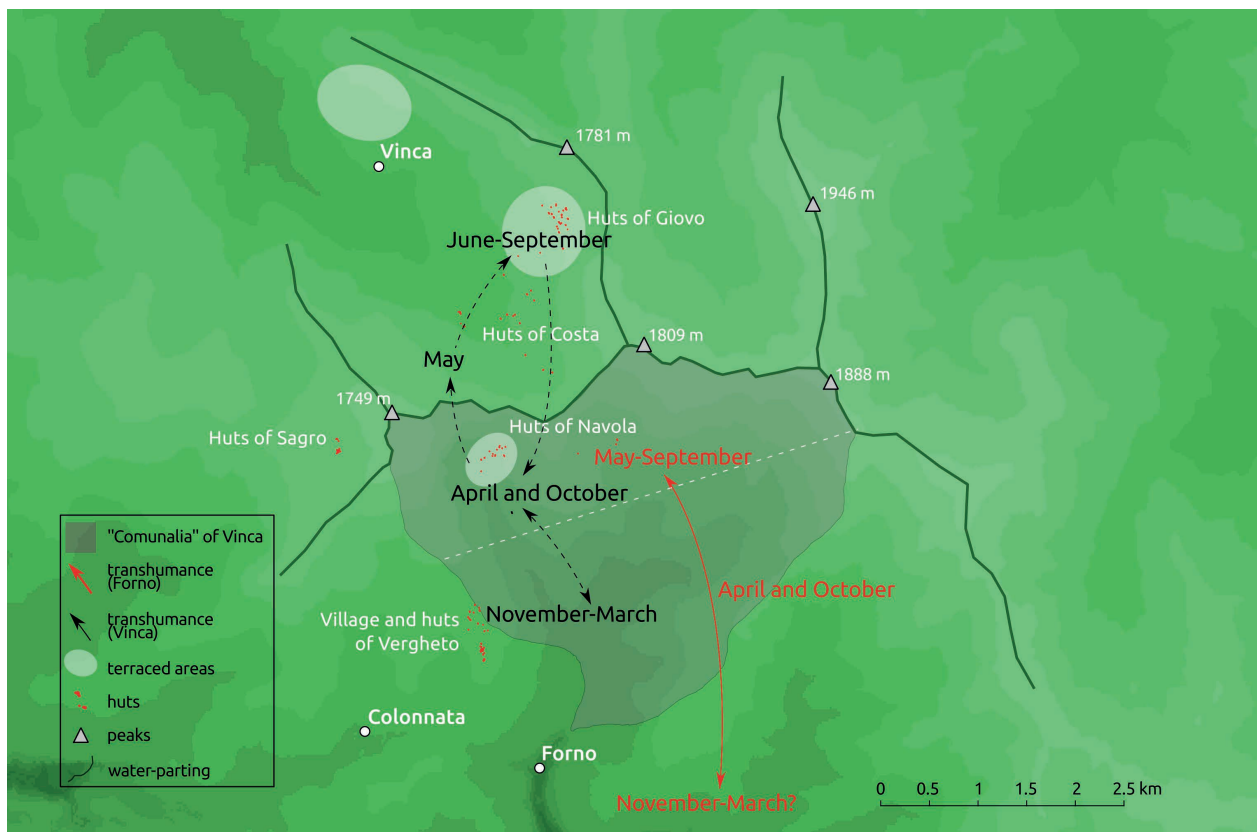 1781 m
Vinca
1946 m
Huts of Giovo
June-September
Huts of Costa
1809 m
May
1888 m
1749 m
Huts of Navola
Huts of Sagro
May-September
April and October
"Comunalia" of Vinca
transhumance
(Forno)
transhumance
(Vinca)
terraced areas
huts
peaks
water-parting
April and October
November-March
Village and huts
of Vergheto
Colonnata
Forno
November-March?
0 0.5 1 1.5 2 2.5 km